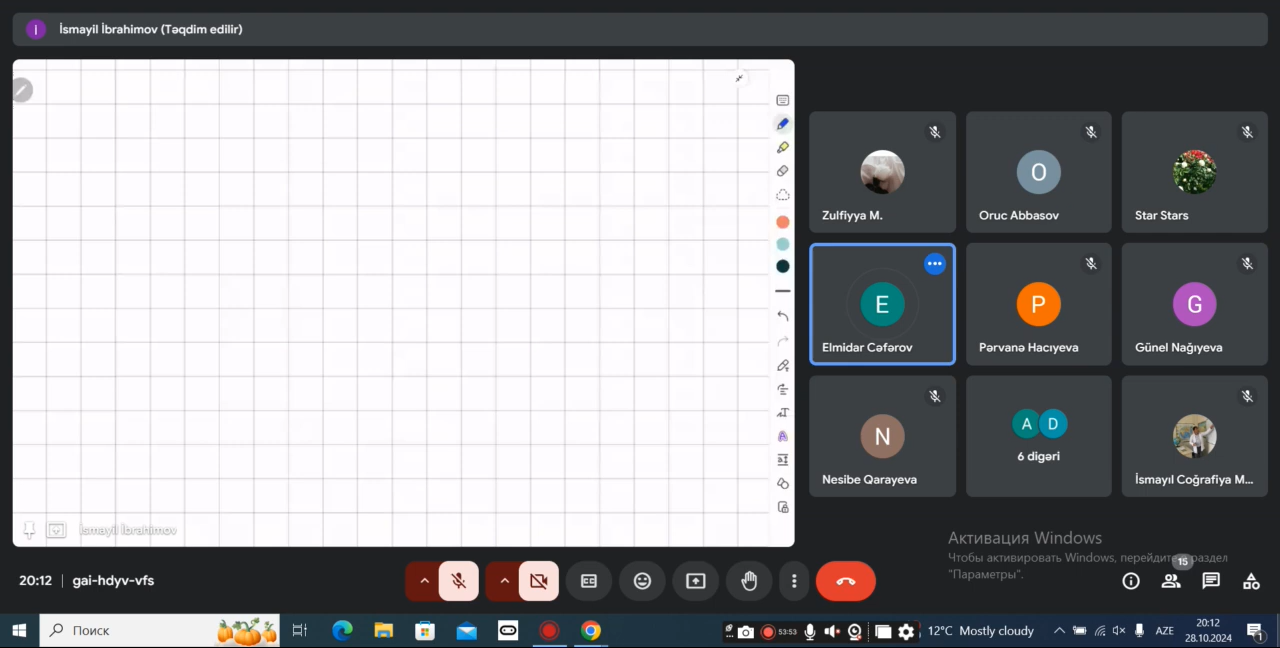 I
İsmayil İbrahimov (Təqdim edilir)
Zulfiyya M.
O
Oruc Abbasov
Star Stars
E
Elmidar Cəfərov
P
Pərvanə Hacıyeva
G
Günel Nağıyeva
N
Nesibe Qarayeva
A D
6 digəri
İsmayıl Coğrafiya M...
İsmayil İbrahimov
Активация Windows
Чтобы активировать Windows, перейдите раздел
"Параметры".
20:12 | gai-hdyv-vfs
15
Поиск
53:53
12°C Mostly cloudy
AZE
20:12
28.10.2024
1